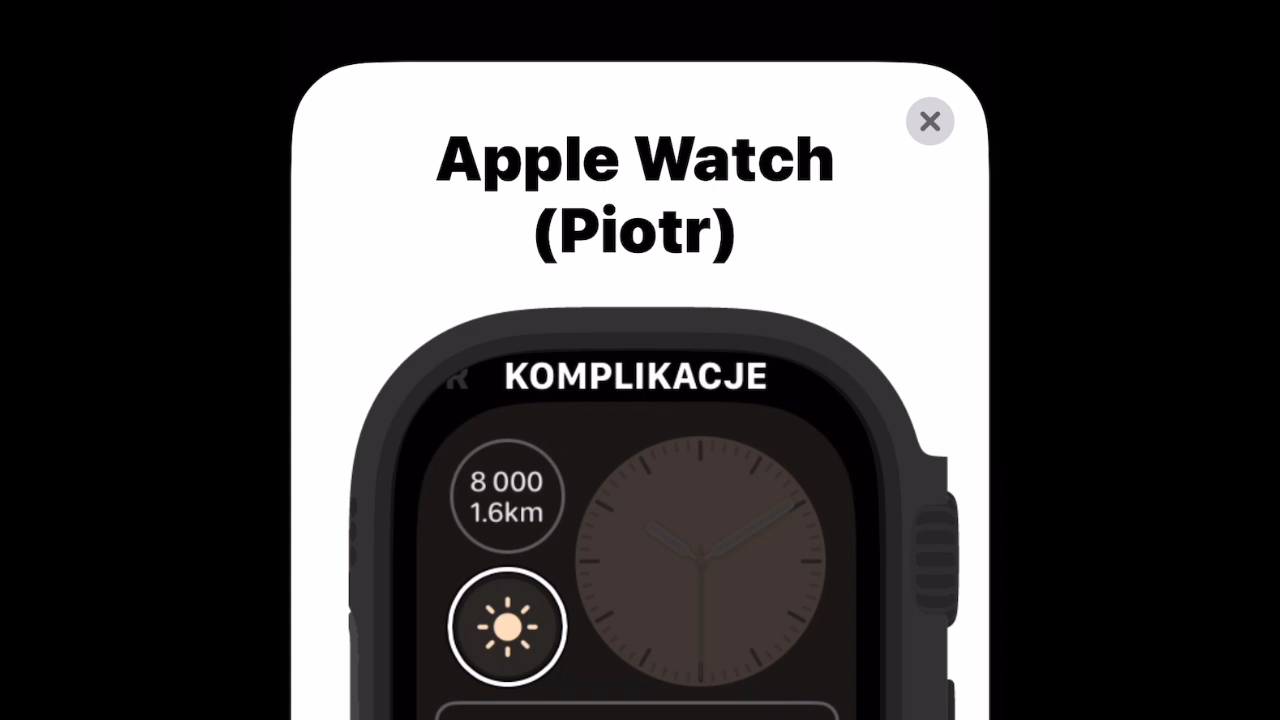 Apple Watch
(Piotr)
R KOMPLIKACJE
8 000
1.6km